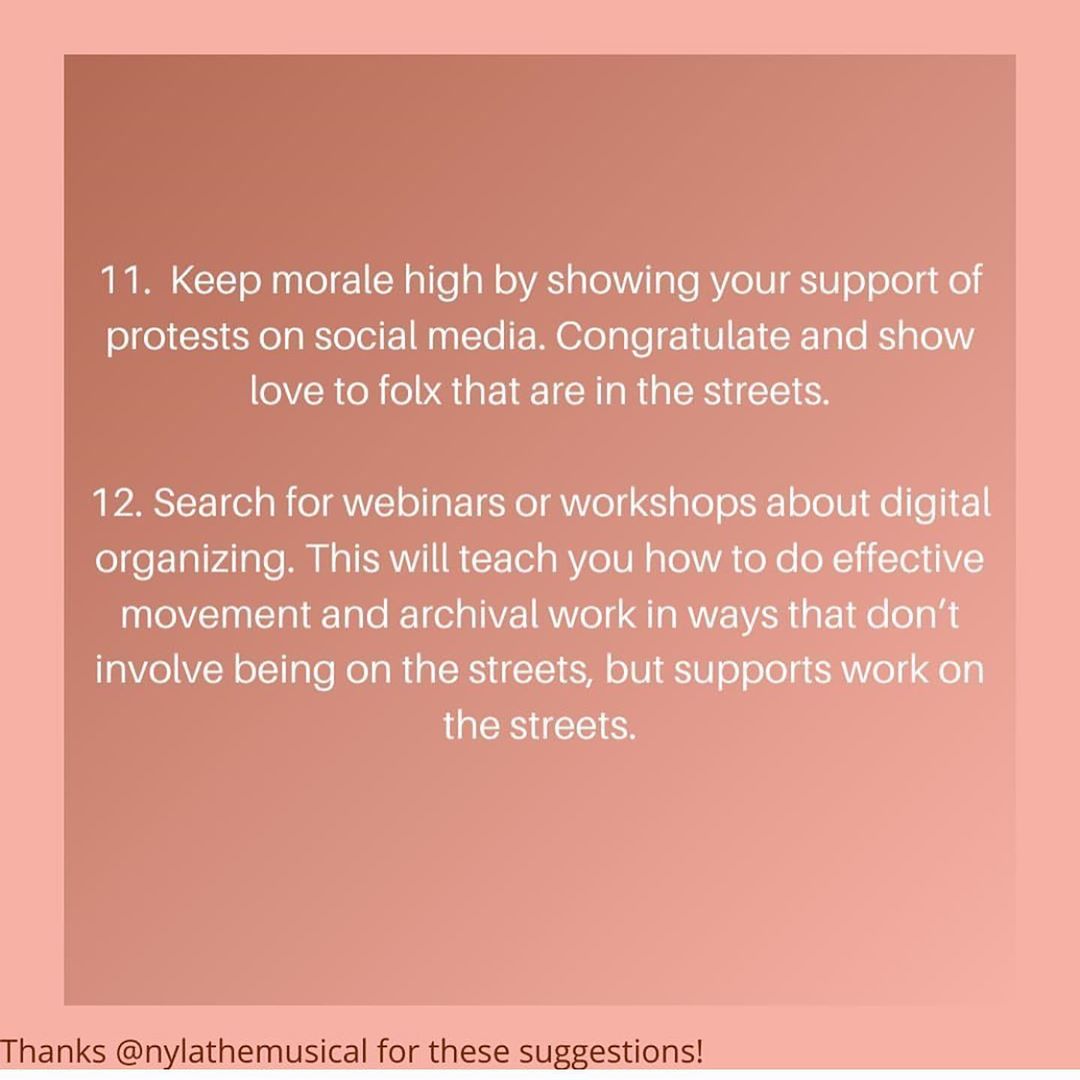 11.  Keep morale high by showing your support of
protests on social media. Congratulate and show
love to folx that are in the streets.
12. Search for webinars or workshops about digital
organizing. This will teach you how to do effective
movement and archival work in ways that don’t
involve being on the streets, but supports work on
the streets.
Thanks @nylathemusical for these suggestions!